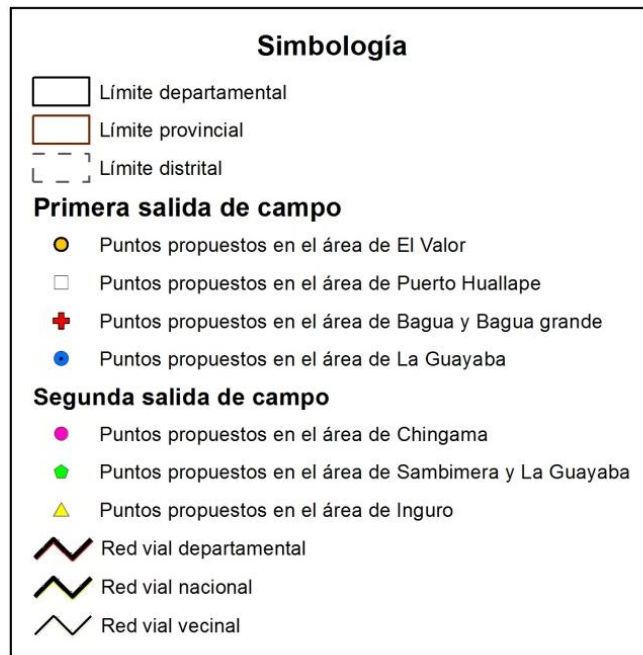 Simbología
Límite departamental
Límite provincial
Límite distrital
Primera salida de campo
Puntos propuestos en el área de El Valor
Puntos propuestos en el área de Puerto Huallape
Puntos propuestos en el área de Bagua y Bagua grande
Puntos propuestos en el área de La Guayaba
Segunda salida de campo
Puntos propuestos en el área de Chingama
Puntos propuestos en el área de Sambimera y La Guayaba
Puntos propuestos en el área de Inguro
Red vial departamental
Red vial nacional
Red vial vecinal